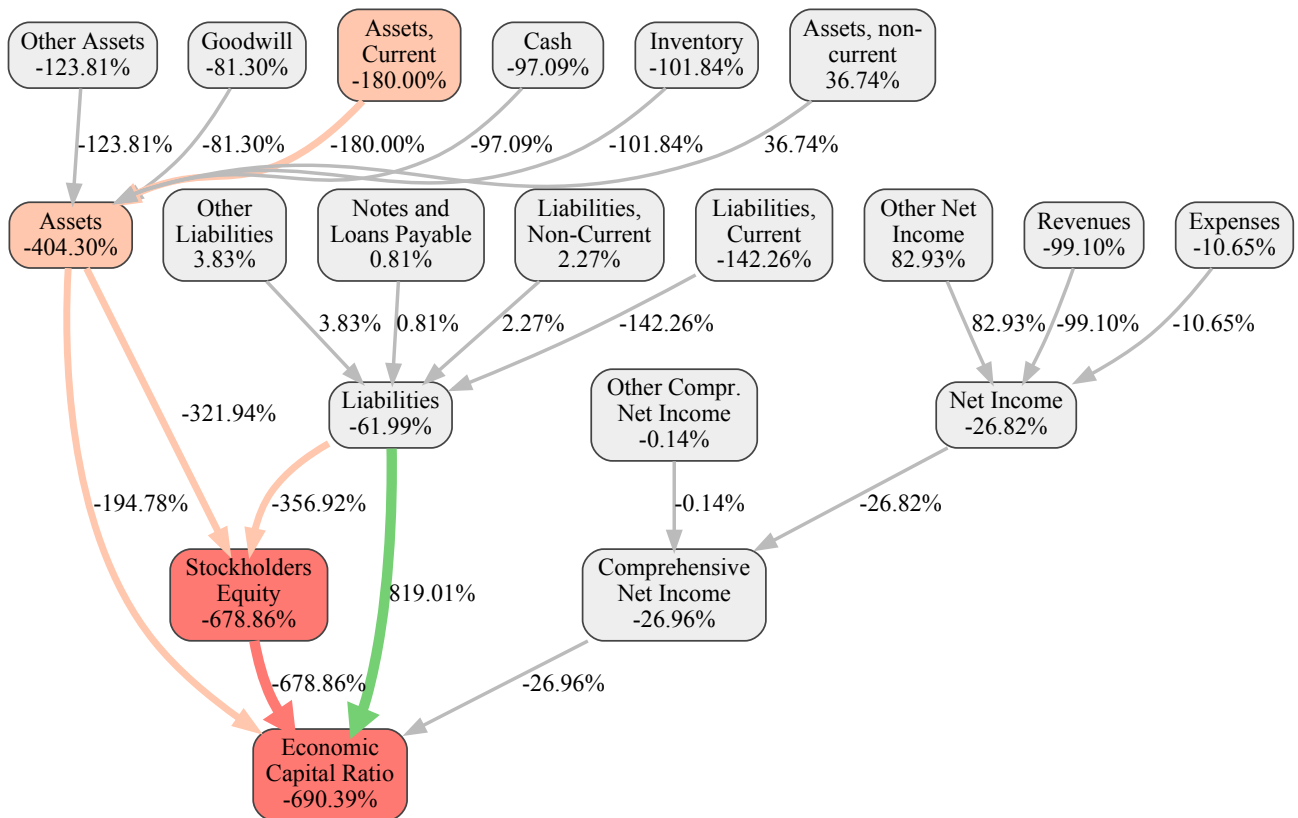 Other Assets
-123.81%
Goodwill
-81.30%
Assets,
Current
-180.00%
Cash
-97.09%
Inventory
-101.84%
Assets, non-
current
36.74%
-123.81%
-81.30%
-180.00%
-97.09%
-101.84%
36.74%
Assets
-404.30%
Other
Liabilities
3.83%
Notes and
Loans Payable
0.81%
Liabilities,
Non-Current
2.27%
Liabilities,
Current
-142.26%
Other Net
Income
82.93%
Revenues
-99.10%
Expenses
-10.65%
3.83%
0.81%
2.27%
-142.26%
82.93%
-99.10%
-10.65%
-321.94%
Liabilities
-61.99%
Other Compr.
Net Income
-0.14%
Net Income
-26.82%
-194.78%
-356.92%
-0.14%
-26.82%
Stockholders
Equity
-678.86%
819.01%
Comprehensive
Net Income
-26.96%
-678.86%
-26.96%
Economic
Capital Ratio
-690.39%